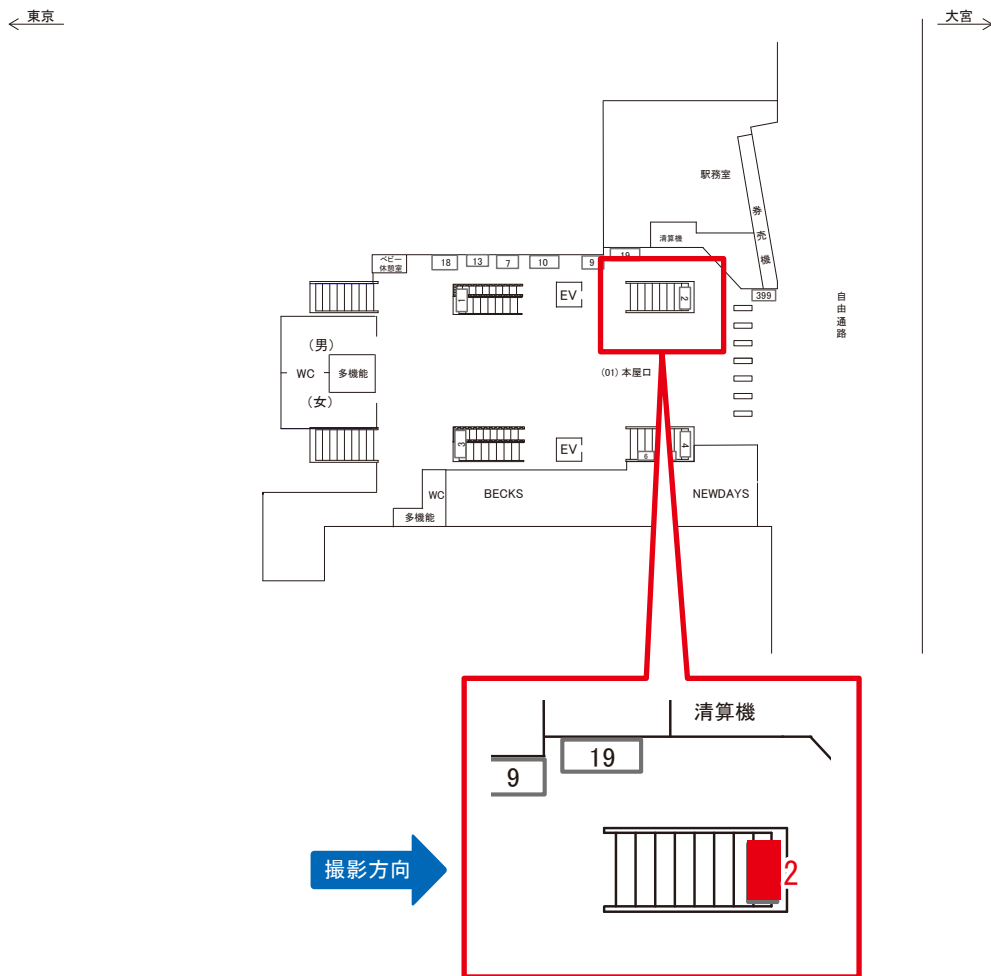 東京
大宮
駅務室
券売機
清算機
ベビー
休憩室
18
13
7
10
9
19
399
自由通路
1
EV
2
(男)
WC
多機能
(女)
(01) 本屋口
3
EV
6
4
WC
BECKS
NEWDAYS
多機能
清算機
19
9
撮影方向
2